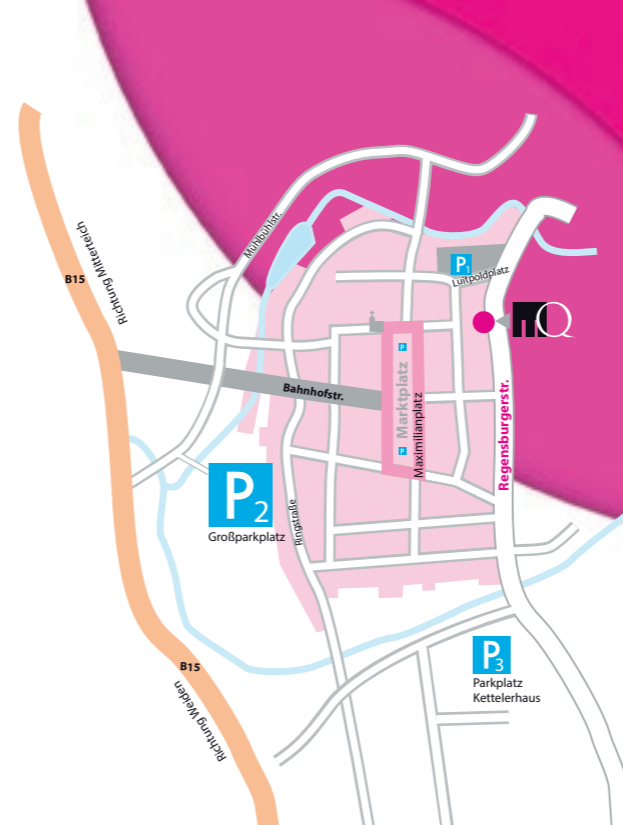 Mühlbühlstr.
Richtung Mitterteich
B15
P1
Luitpoldplatz
mQ
P
Marktplatz
Maximilianplatz
P
Bahnhofstr.
Regensburgerstr.
P2
Großparkplatz
Ringstraße
B15
Richtung Weiden
P3
Parkplatz
Kettelerhaus